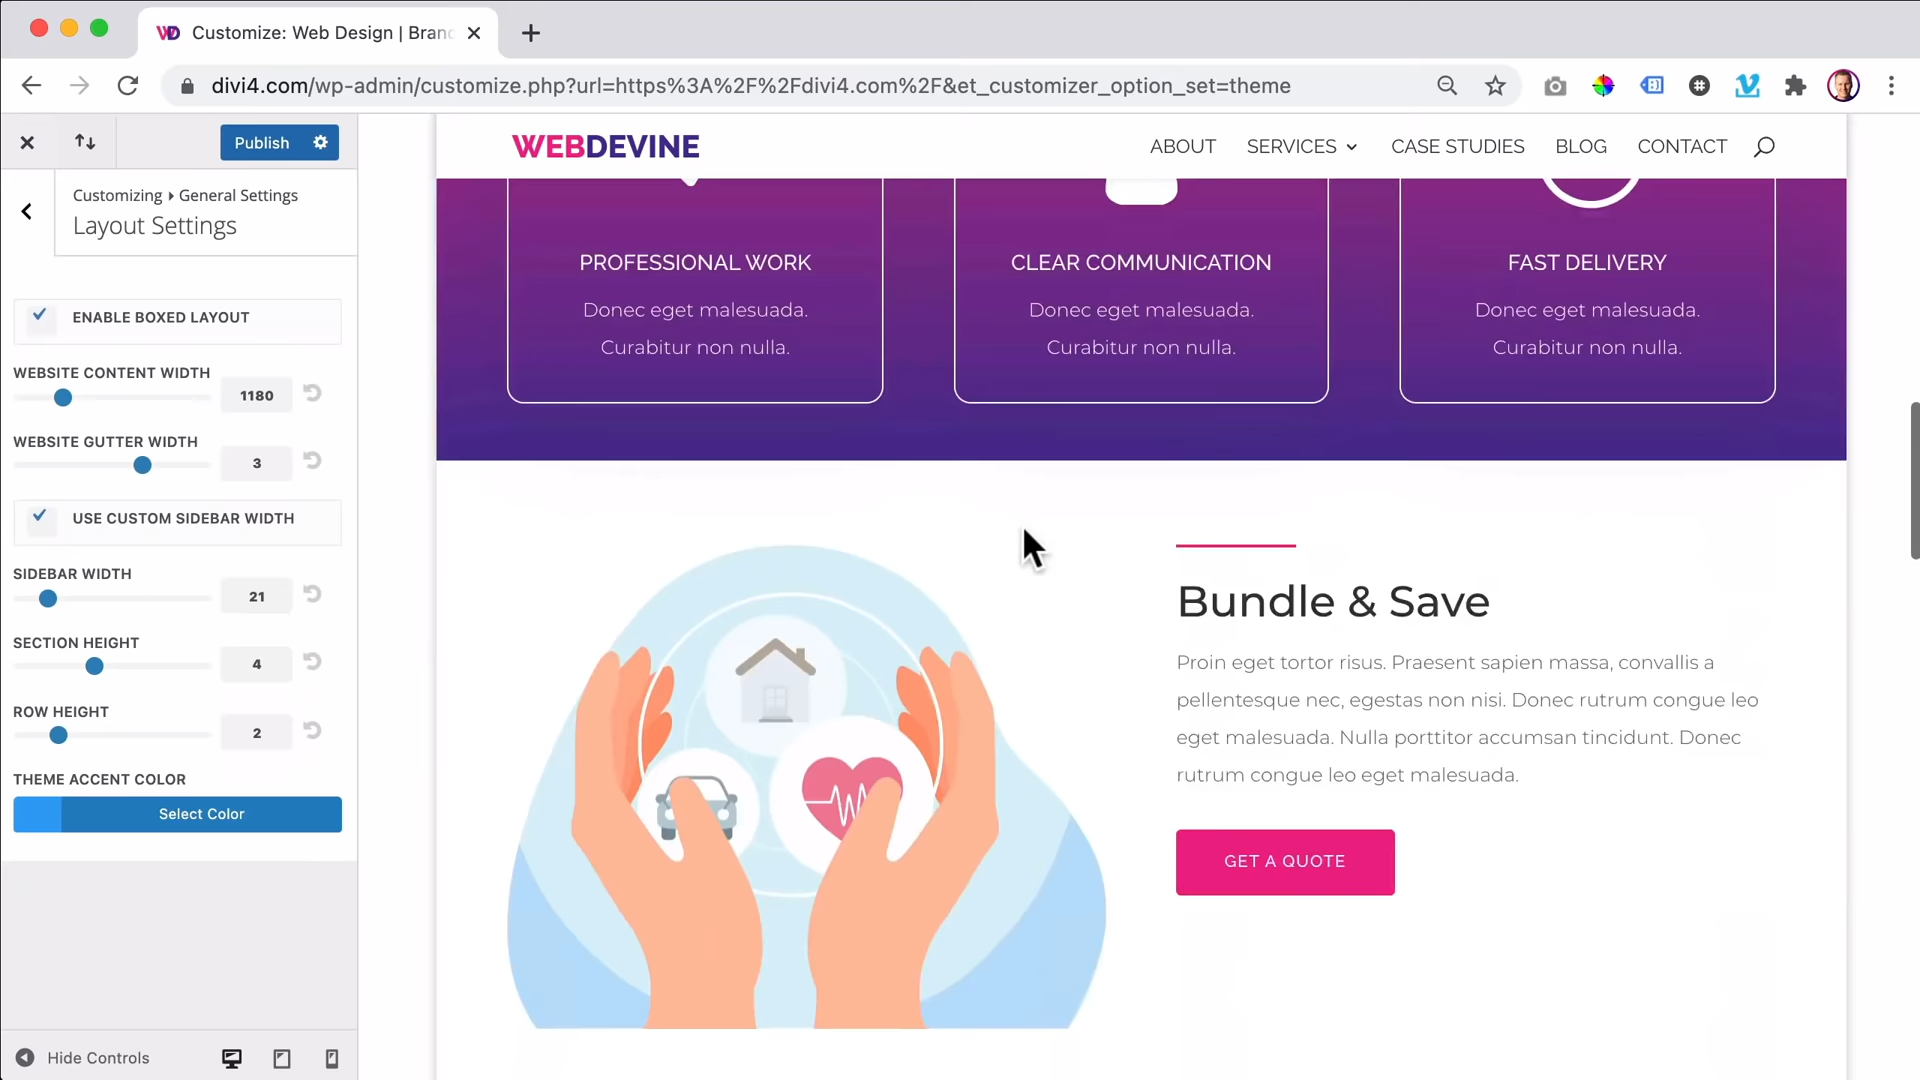 Customize: Web Design | Bran
divi4.com/wp-admin/customize.php?url=https%3A%2F%2Fdivi4.com%2F&et_customizer_option_set=theme
Publish
Customizing ▸ General Settings
Layout Settings
ENABLE BOXED LAYOUT
WEBSITE CONTENT WIDTH
1180
WEBSITE GUTTER WIDTH
3
USE CUSTOM SIDEBAR WIDTH
SIDEBAR WIDTH
21
SECTION HEIGHT
4
ROW HEIGHT
2
THEME ACCENT COLOR
Select Color
Hide Controls
WEBDEVINE
ABOUT SERVICES CASE STUDIES BLOG CONTACT
PROFESSIONAL WORK
Donec eget malesuada.
Curabitur non nulla.
CLEAR COMMUNICATION
Donec eget malesuada.
Curabitur non nulla.
FAST DELIVERY
Donec eget malesuada.
Curabitur non nulla.
Bundle & Save
Proin eget tortor risus. Praesent sapien massa, convallis a
pellentesque nec, egestas non nisi. Donec rutrum congue leo
eget malesuada. Nulla porttitor accumsan tincidunt. Donec
rutrum congue leo eget malesuada.
GET A QUOTE